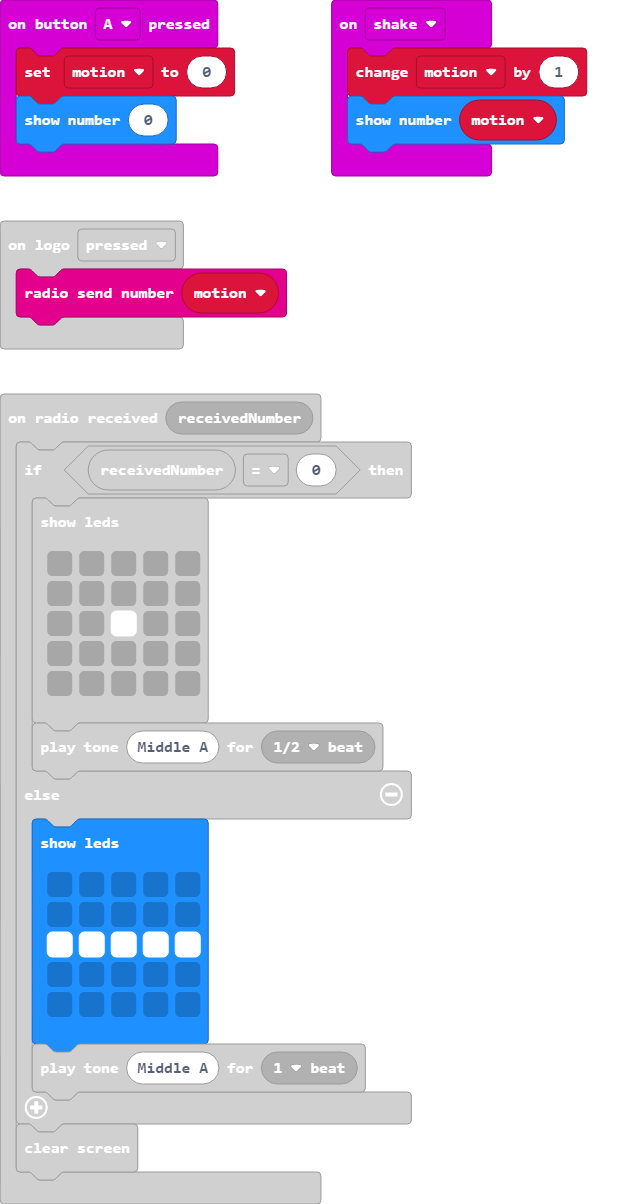 on button A pressed
set motion to 0
show number 0
on shake
change motion by 1
show number motion
on logo pressed
radio send number motion
on radio received receivedNumber
if receivedNumber = 0 then
show leds
play tone Middle A for 1/2 beat
else
show leds
play tone Middle A for 1 beat
clear screen